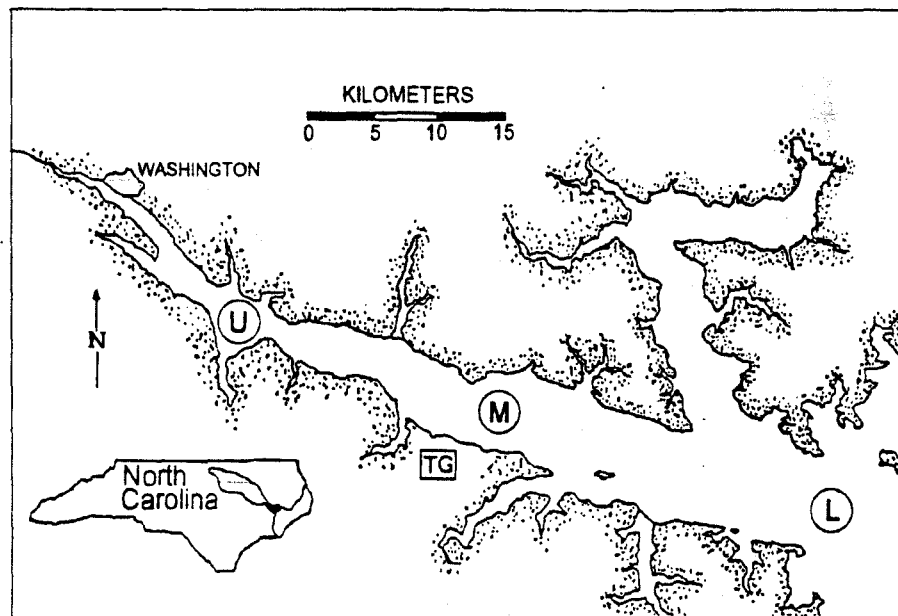 KILOMETERS
0 5 10 15
WASHINGTON
U
N
M
TG
North
Carolina
L